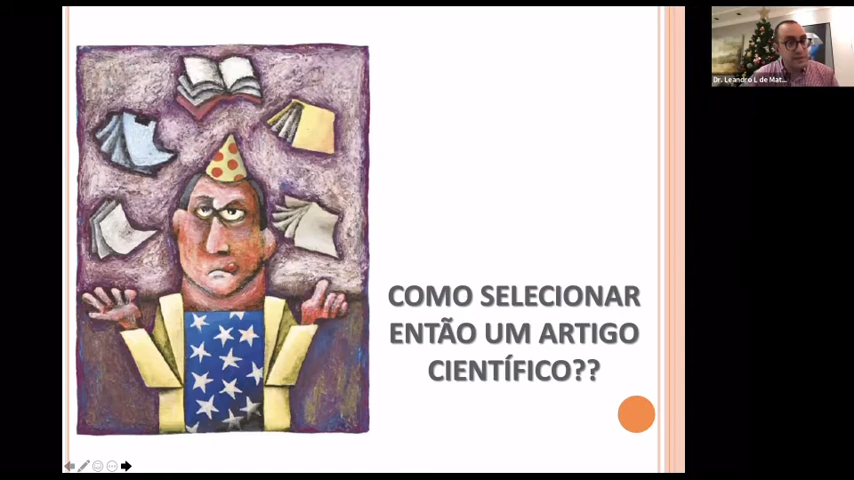 COMO SELECIONAR
ENTÃO UM ARTIGO
CIENTÍFICO??
Dr. Leandro L de Mat...